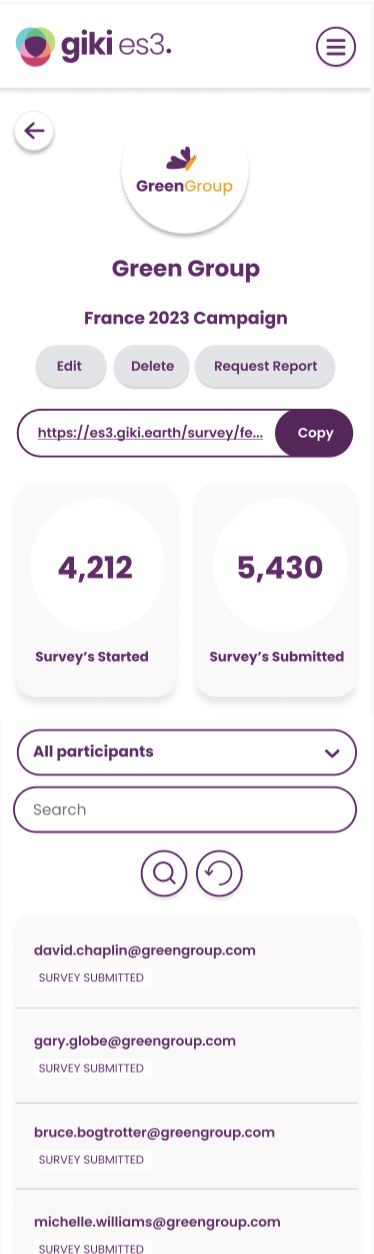 giki es3.
GreenGroup
Green Group
France 2023 Campaign
Edit Delete Request Report
https://es3.giki.earth/survey/fe... Copy
4,212 5,430
Survey’s Started Survey’s Submitted
All participants
Search
david.chaplin@greengroup.com
SURVEY SUBMITTED
gary.globe@greengroup.com
SURVEY SUBMITTED
bruce.bogtrotter@greengroup.com
SURVEY SUBMITTED
michelle.williams@greengroup.com
SURVEY SUBMITTED